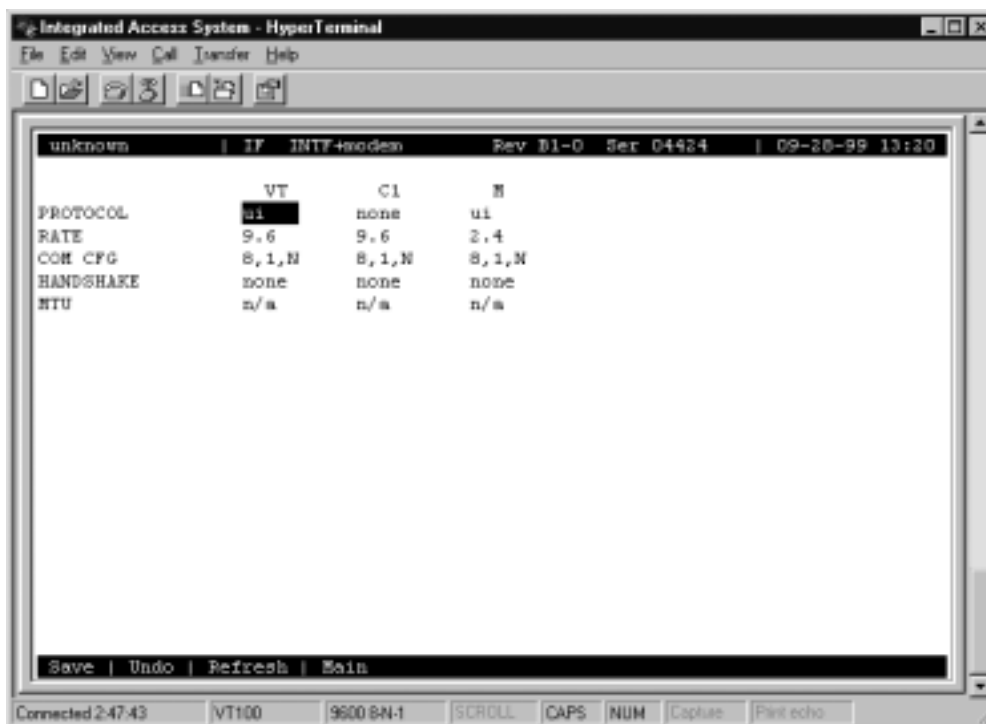 Integrated Access System - HyperTerminal
File Edit View Call Transfer Help
unknown | IF INTF+modem Rev B1-0 Ser 04424 | 09-28-99 13:20
VT C1 M
PROTOCOL ui none ui
RATE 9.6 9.6 2.4
COM CFG 8,1,N 8,1,N 8,1,N
HANDSHAKE none none none
MTU n/a n/a n/a
Save | Undo | Refresh | Main
Connected 2:47:43 VT100 9600 8-N-1 SCROLL CAPS NUM Capture Print echo